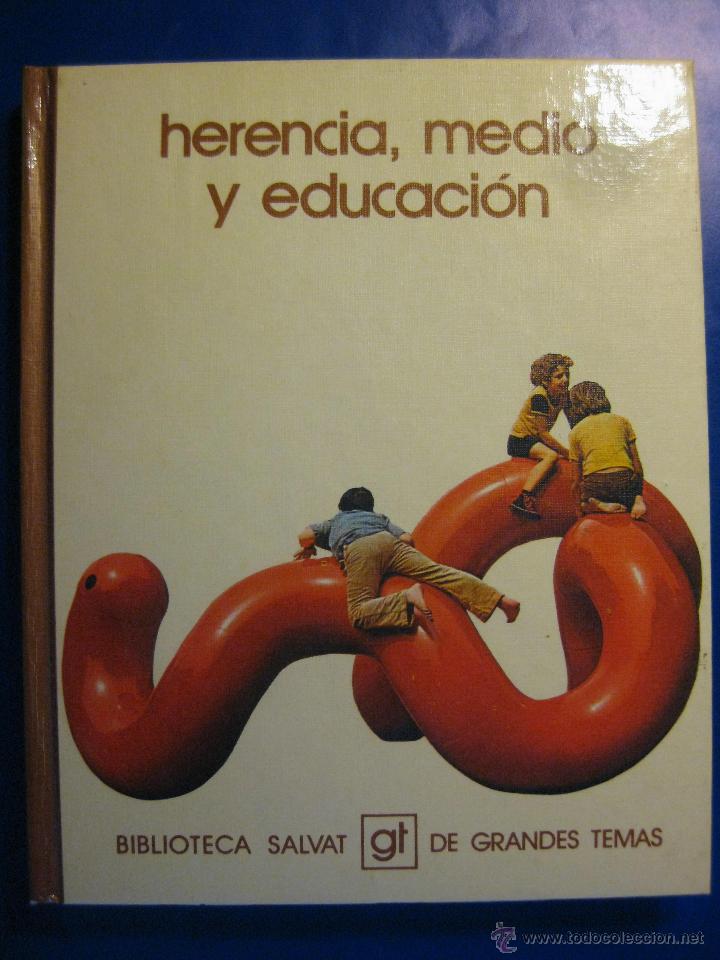 herencia, medio
y educación
BIBLIOTECA SALVAT gt DE GRANDES TEMAS
www.todocoleccion.net